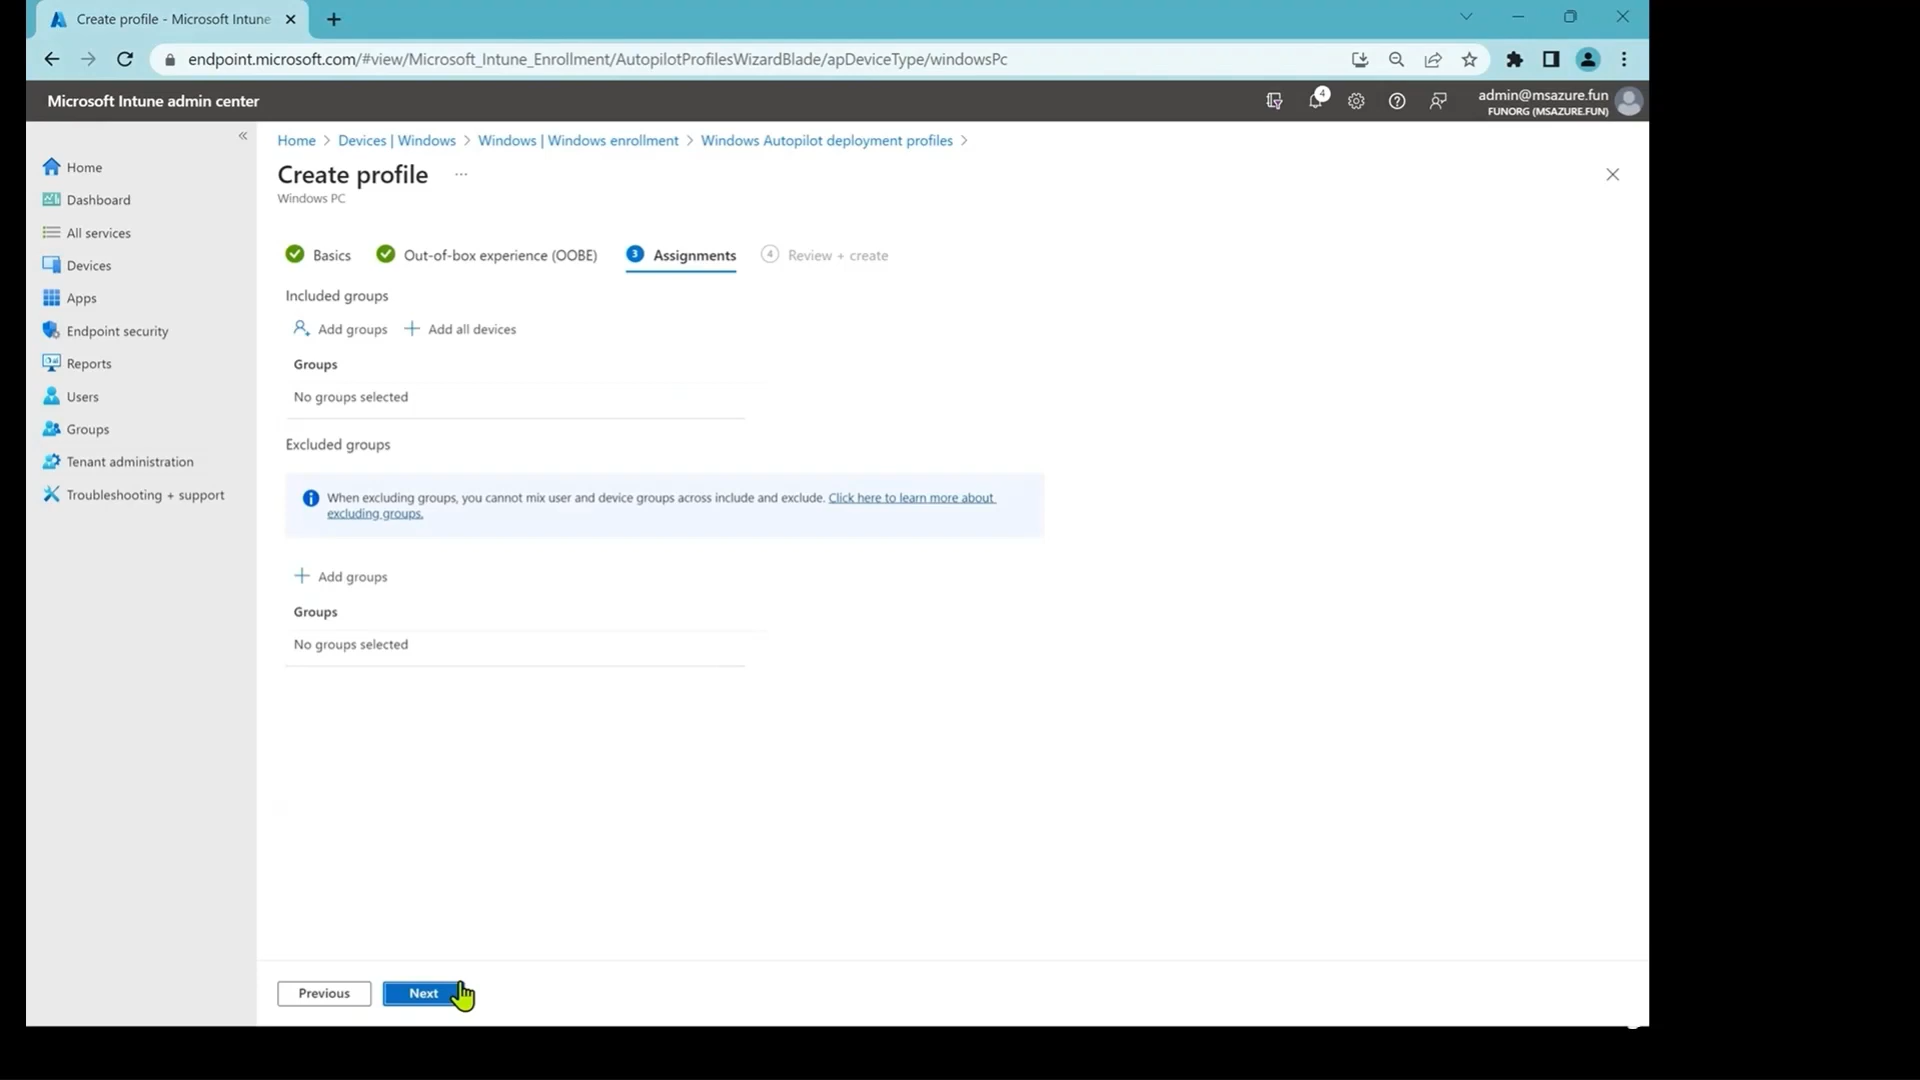 Create profile - Microsoft Intune
endpoint.microsoft.com/#view/Microsoft_Intune_Enrollment/AutopilotProfilesWizardBlade/apDeviceType/windowsPc
Microsoft Intune admin center
4
admin@msazure.fun
FUNORG (MSAZURE.FUN)
Home
Dashboard
All services
Devices
Apps
Endpoint security
Reports
Users
Groups
Tenant administration
Troubleshooting + support
Home > Devices | Windows > Windows | Windows enrollment > Windows Autopilot deployment profiles >
Create profile ...
Windows PC
Basics Out-of-box experience (OOBE) 3 Assignments 4 Review + create
Included groups
Add groups + Add all devices
Groups
No groups selected
Excluded groups
When excluding groups, you cannot mix user and device groups across include and exclude. Click here to learn more about
excluding groups.
+ Add groups
Groups
No groups selected
Previous Next